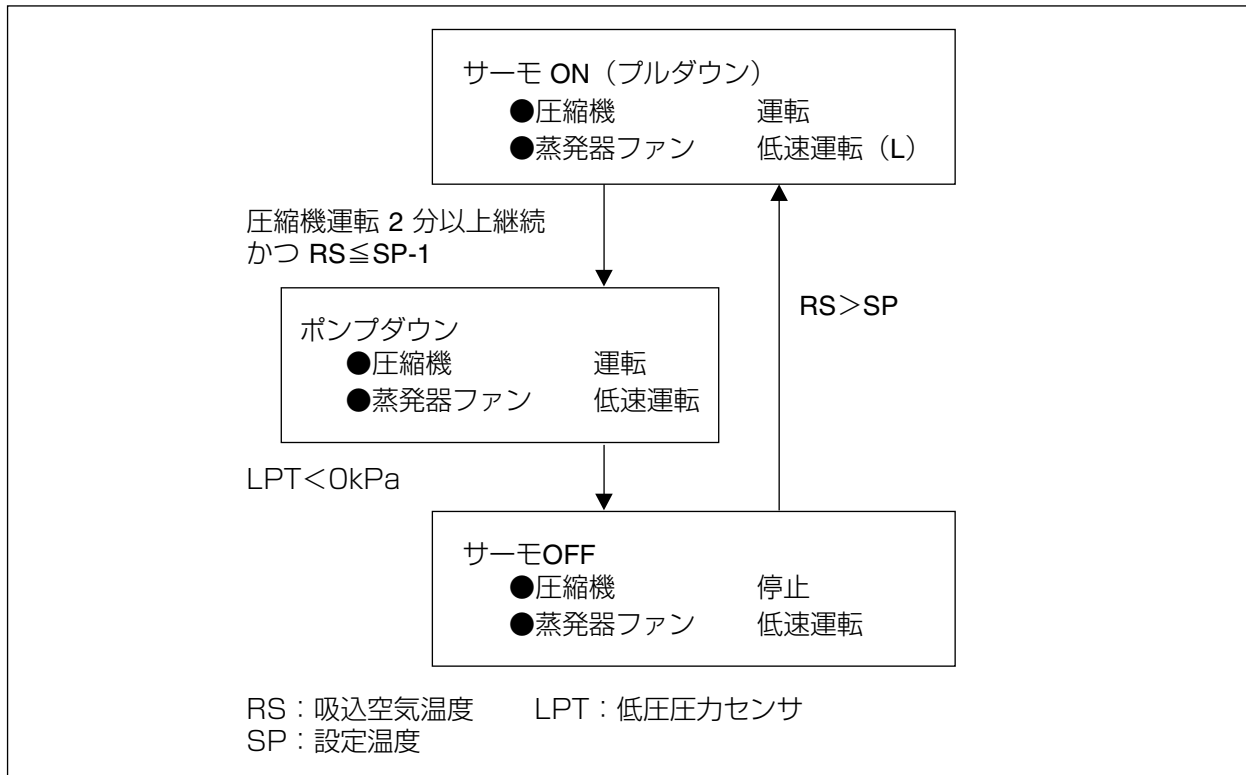 サーモ ON（プルダウン）
●圧縮機 運転
●蒸発器ファン 低速運転（L）
圧縮機運転 2 分以上継続
かつ RS≦SP-1
RS＞SP
ポンプダウン
●圧縮機 運転
●蒸発器ファン 低速運転
LPT＜0kPa
サーモOFF
●圧縮機 停止
●蒸発器ファン 低速運転
RS：吸込空気温度 LPT：低圧圧力センサ
SP：設定温度